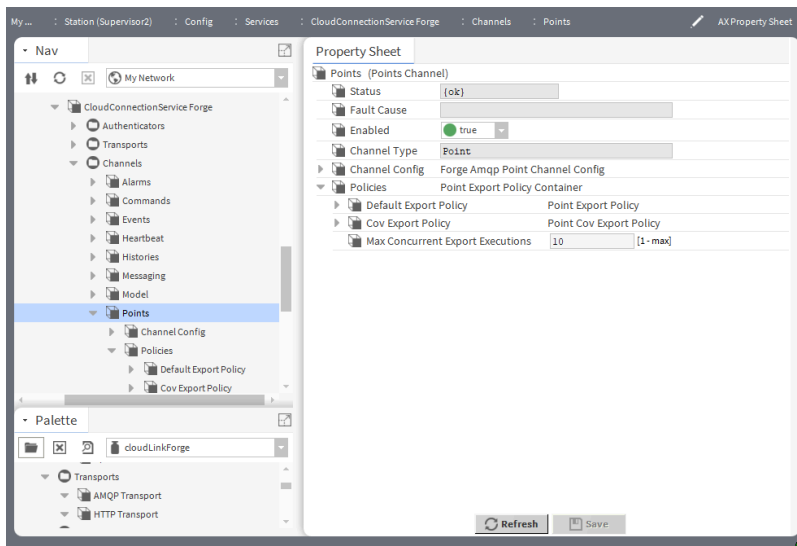 My ... : Station (Supervisor2) : Config : Services : CloudConnectionService Forge : Channels : Points AX Property Sheet
Nav
My Network
CloudConnectionService Forge
Authenticators
Transports
Channels
Alarms
Commands
Events
Heartbeat
Histories
Messaging
Model
Points
Channel Config
Policies
Default Export Policy
Cov Export Policy
Palette
cloudLinkForge
Transports
AMQP Transport
HTTP Transport
Property Sheet
Points (Points Channel)
Status {ok}
Fault Cause
Enabled true
Channel Type Point
Channel Config Forge Amqp Point Channel Config
Policies Point Export Policy Container
Default Export Policy Point Export Policy
Cov Export Policy Point Cov Export Policy
Max Concurrent Export Executions 10 [1 - max]
Refresh Save